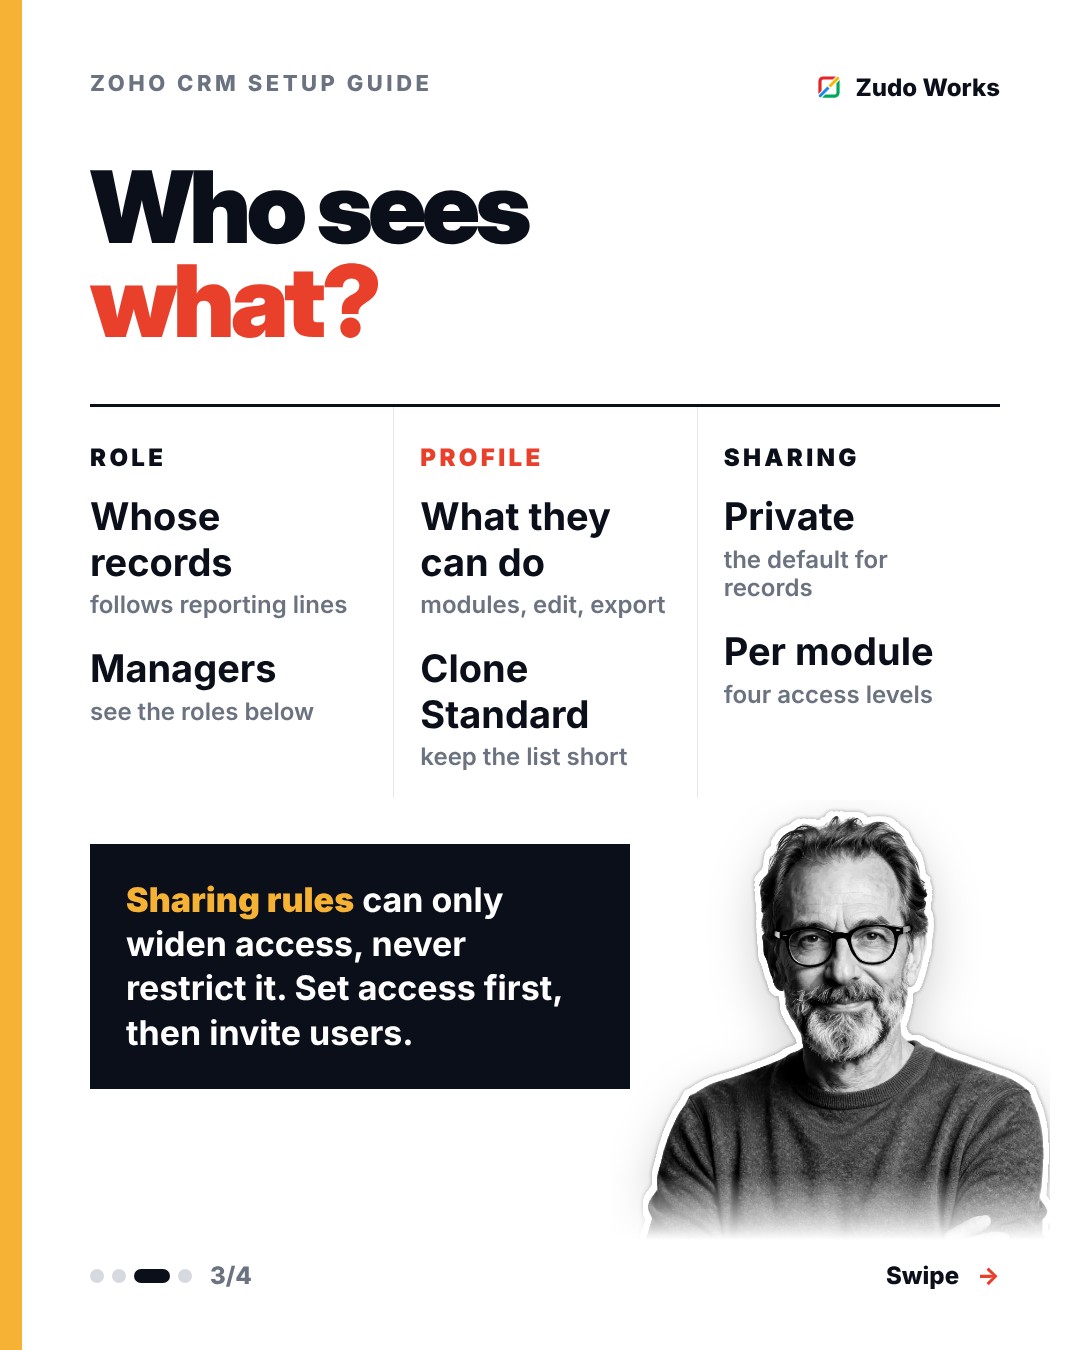 ZOHO CRM SETUP GUIDE
Zudo Works
Who sees
what?
ROLE
Whose
records
follows reporting lines
Managers
see the roles below
PROFILE
What they
can do
modules, edit, export
Clone
Standard
keep the list short
SHARING
Private
the default for
records
Per module
four access levels
Sharing rules can only
widen access, never
restrict it. Set access first,
then invite users.
3/4
Swipe →